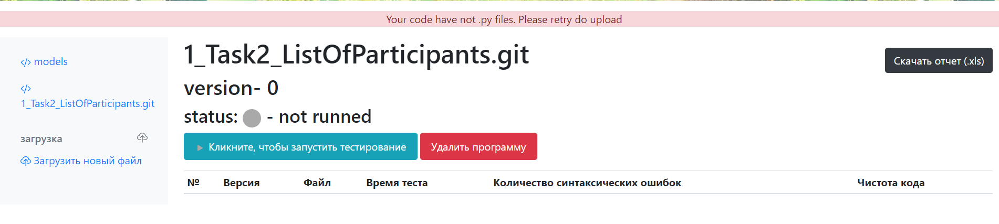 Your code have not .py files. Please retry do upload
</> models
</>
1_Task2_ListOfParticipants.git
загрузка
Загрузить новый файл
1_Task2_ListOfParticipants.git
Скачать отчет (.xls)
version- 0
status: - not runned
Кликните, чтобы запустить тестирование
Удалить программу
№ Версия Файл Время теста Количество синтаксических ошибок Чистота кода